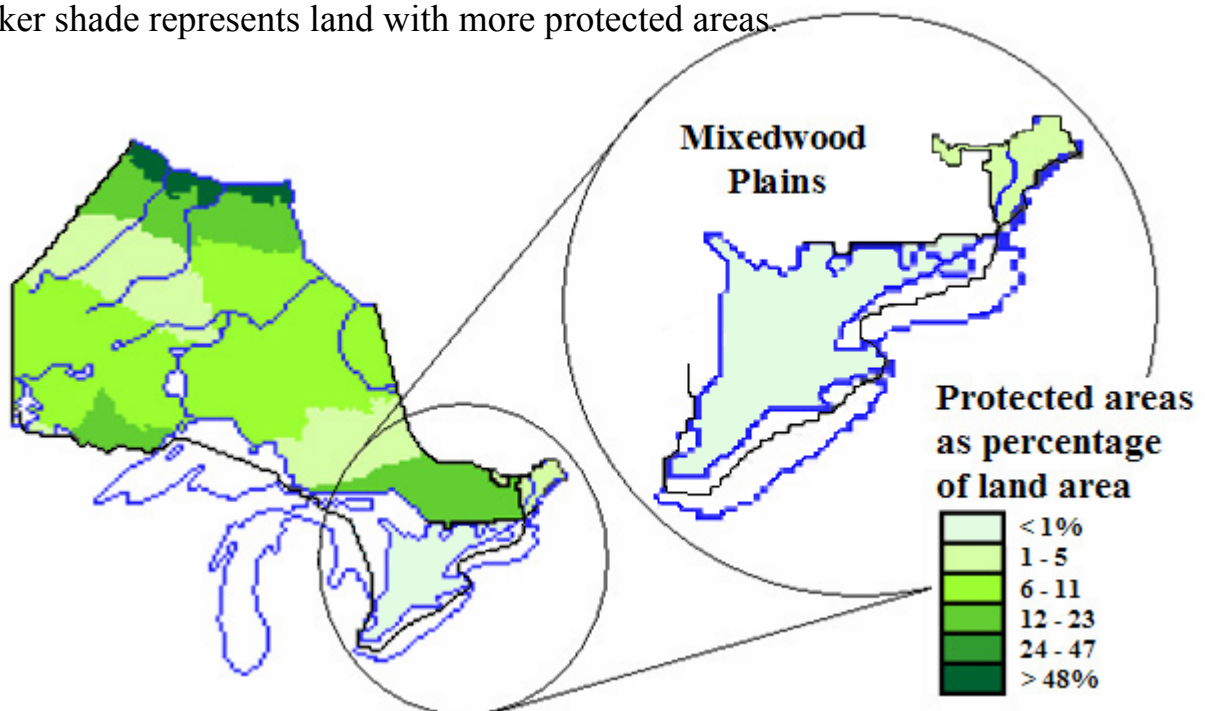 ker shade represents land with more protected areas.
Mixedwood
Plains
Protected areas
as percentage
of land area
< 1%
1 - 5
6 - 11
12 - 23
24 - 47
> 48%